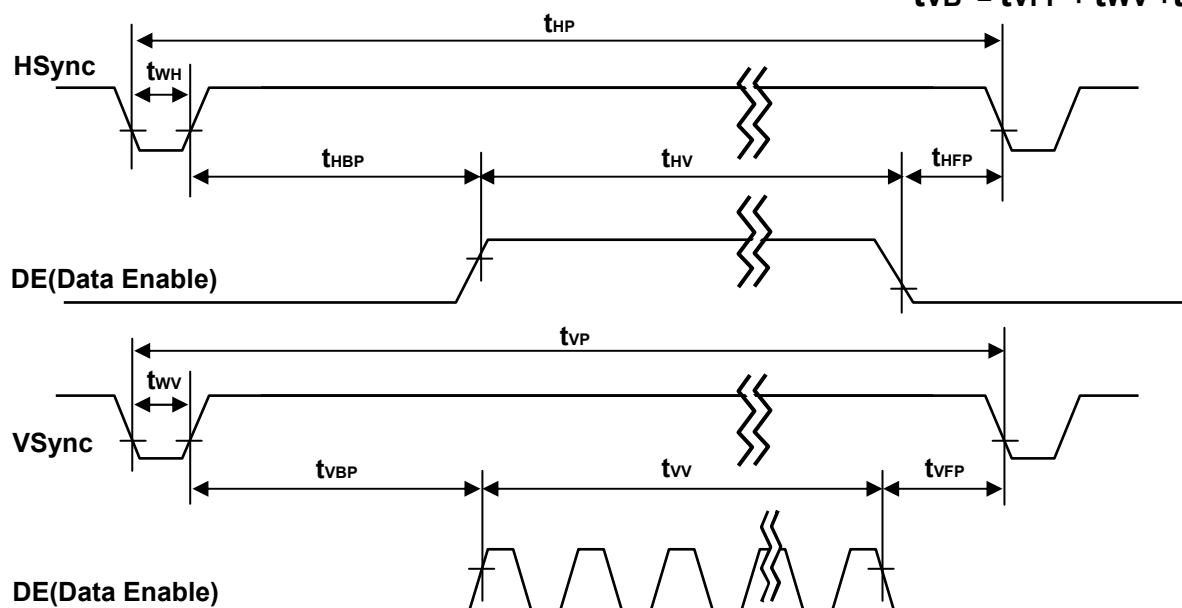 tHP
HSync
tWH
tHBP
tHV
tHFP
DE(Data Enable)
tVP
tWV
VSync
tVBP
tVV
tVFP
DE(Data Enable)